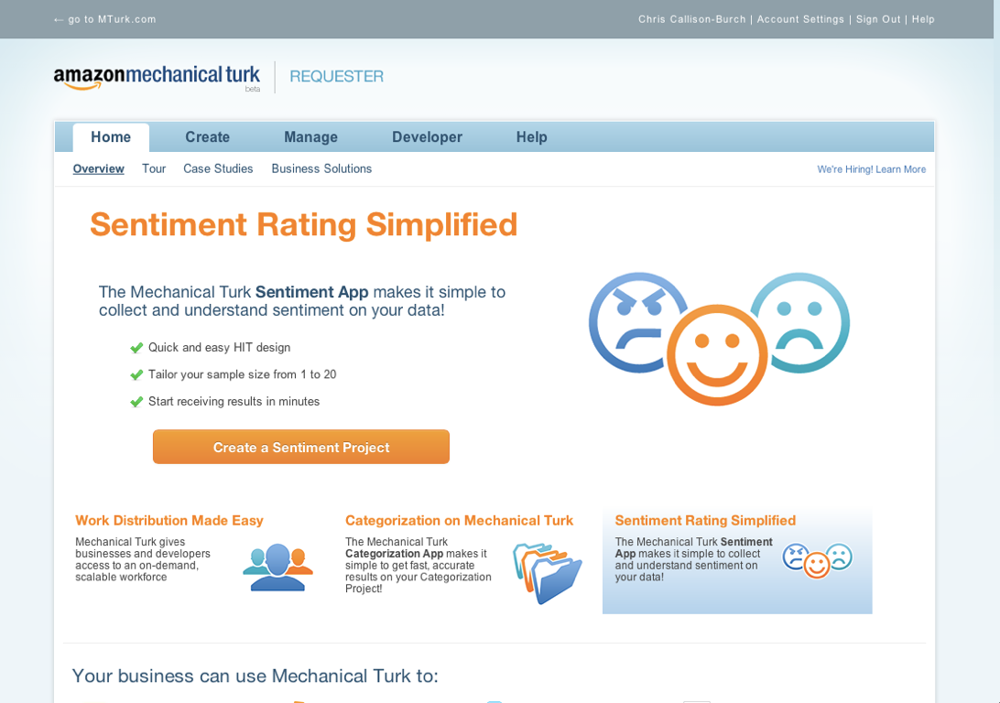 ← go to MTurk.com
Chris Callison-Burch | Account Settings | Sign Out | Help
amazonmechanical turk
beta
REQUESTER
Home Create Manage Developer Help
Overview Tour Case Studies Business Solutions
We're Hiring! Learn More
Sentiment Rating Simplified
The Mechanical Turk Sentiment App makes it simple to
collect and understand sentiment on your data!
Quick and easy HIT design
Tailor your sample size from 1 to 20
Start receiving results in minutes
Create a Sentiment Project
Work Distribution Made Easy
Mechanical Turk gives
businesses and developers
access to an on-demand,
scalable workforce
Categorization on Mechanical Turk
The Mechanical Turk
Categorization App makes it
simple to get fast, accurate
results on your Categorization
Project!
Sentiment Rating Simplified
The Mechanical Turk Sentiment
App makes it simple to collect
and understand sentiment on
your data!
Your business can use Mechanical Turk to: